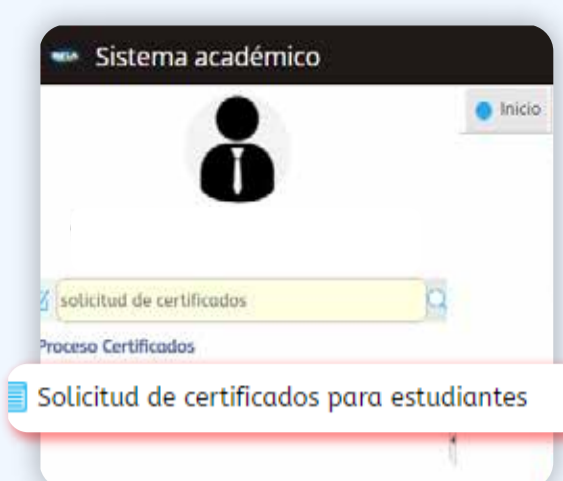 Sistema académico
Inicio
solicitud de certificados
Proceso Certificados
Solicitud de certificados para estudiantes